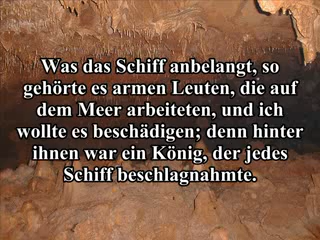 Was das Schiff anbelangt, so
gehörte es armen Leuten, die auf
dem Meer arbeiteten, und ich
wollte es beschädigen; denn hinter
ihnen war ein König, der jedes
Schiff beschlagnahmte.